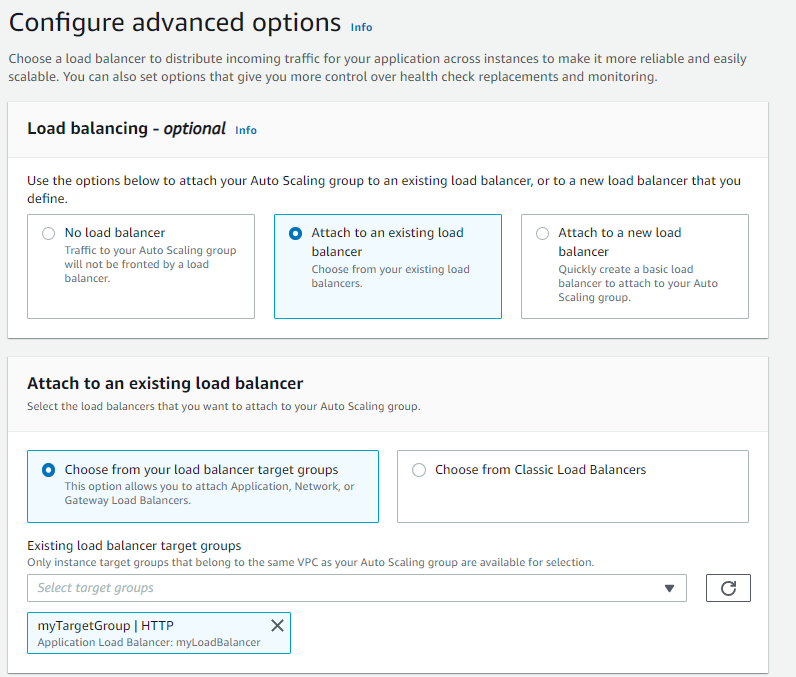 Configure advanced options Info
Choose a load balancer to distribute incoming traffic for your application across instances to make it more reliable and easily
scalable. You can also set options that give you more control over health check replacements and monitoring.
Load balancing - optional Info
Use the options below to attach your Auto Scaling group to an existing load balancer, or to a new load balancer that you
define.
No load balancer
Traffic to your Auto Scaling group
will not be fronted by a load
balancer.
Attach to an existing load
balancer
Choose from your existing load
balancers.
Attach to a new load
balancer
Quickly create a basic load
balancer to attach to your Auto
Scaling group.
Attach to an existing load balancer
Select the load balancers that you want to attach to your Auto Scaling group.
Choose from your load balancer target groups
This option allows you to attach Application, Network, or
Gateway Load Balancers.
Choose from Classic Load Balancers
Existing load balancer target groups
Only instance target groups that belong to the same VPC as your Auto Scaling group are available for selection.
Select target groups
myTargetGroup | HTTP
Application Load Balancer: myLoadBalancer